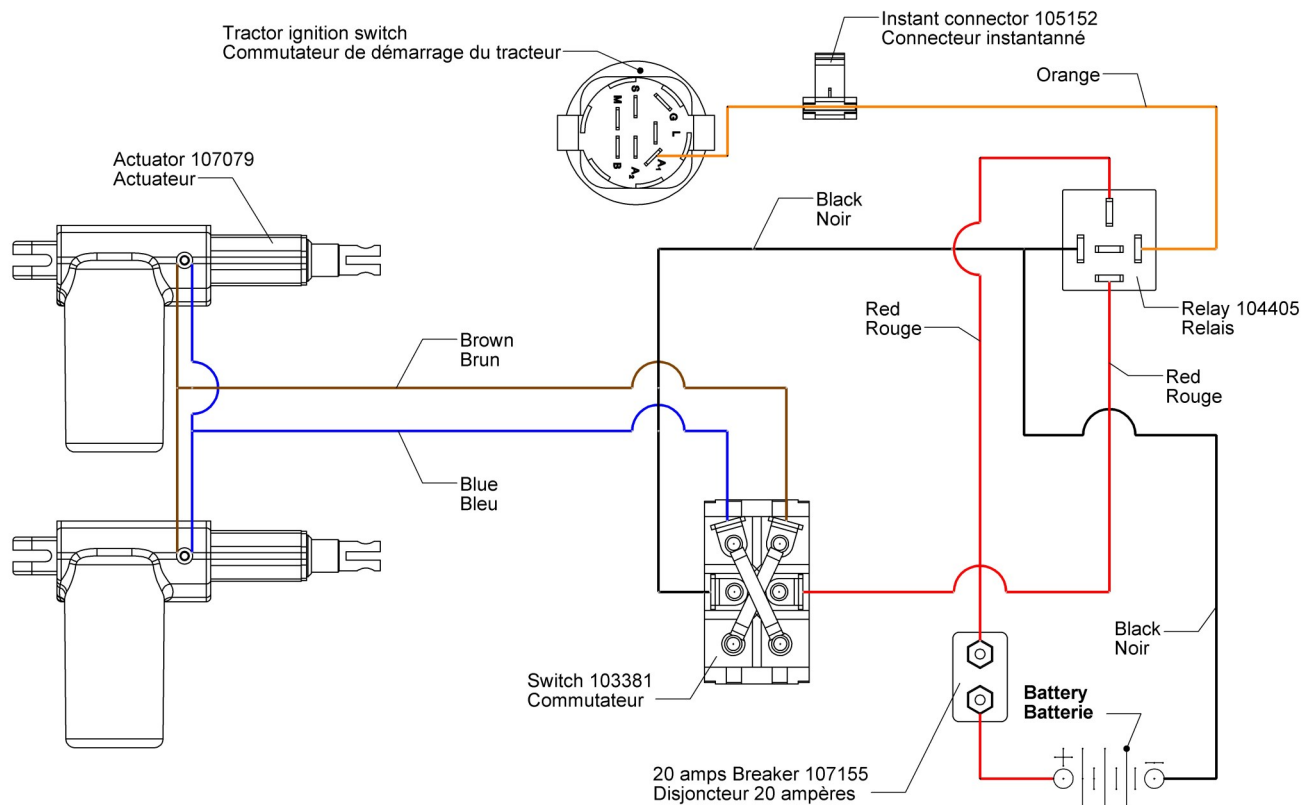 Tractor ignition switch
Commutateur de démarrage du tracteur
Instant connector 105152
Connecteur instantanné
Orange
S
M
G
L
B
A2
A1
Actuator 107079
Actuateur
Black
Noir
Relay 104405
Relais
Red
Rouge
Brown
Brun
Red
Rouge
Blue
Bleu
Switch 103381
Commutateur
Black
Noir
Battery
Batterie
20 amps Breaker 107155
Disjoncteur 20 ampères
+
−